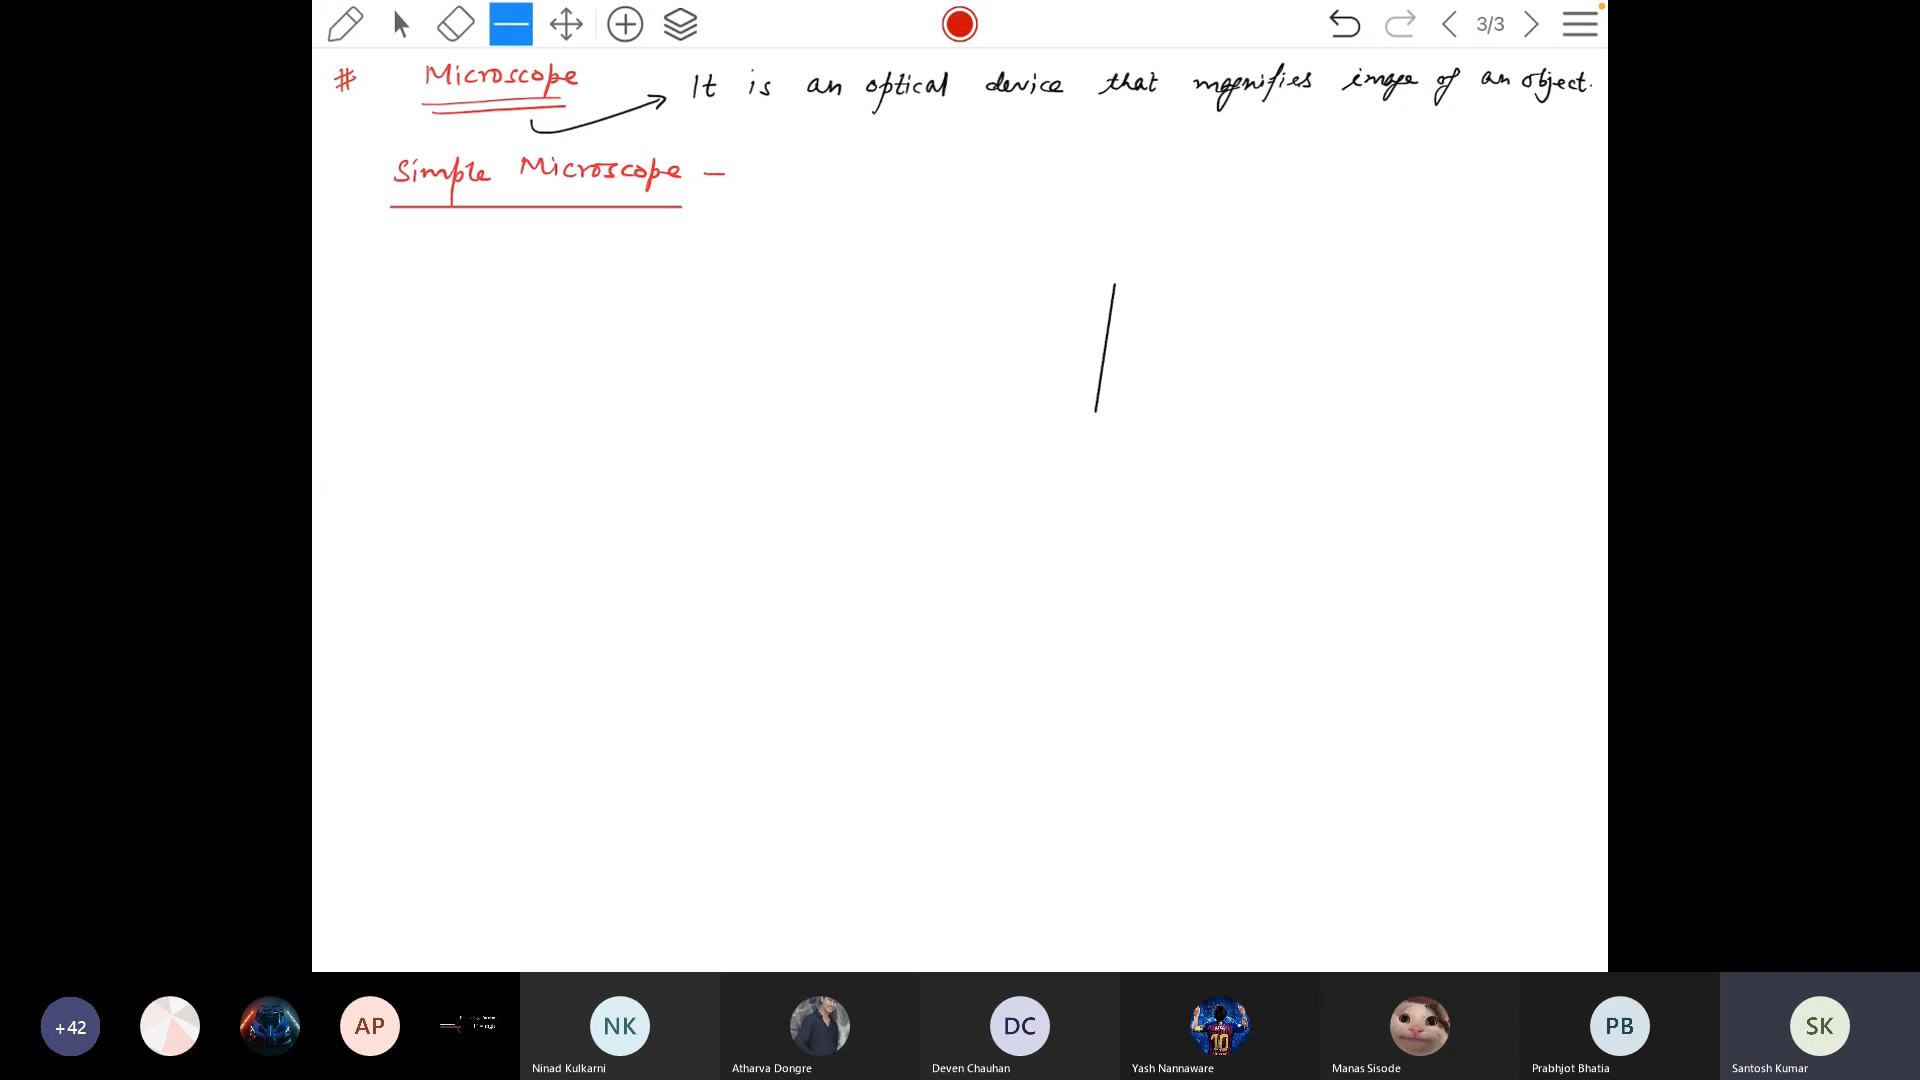 3/3
# Microscope
It is an optical device that magnifies image of an object.
Simple Microscope -
+42
AP
NK
DC
10
PB
SK
Ninad Kulkarni
Atharva Dongre
Deven Chauhan
Yash Nannaware
Manas Sisode
Prabhjot Bhatia
Santosh Kumar